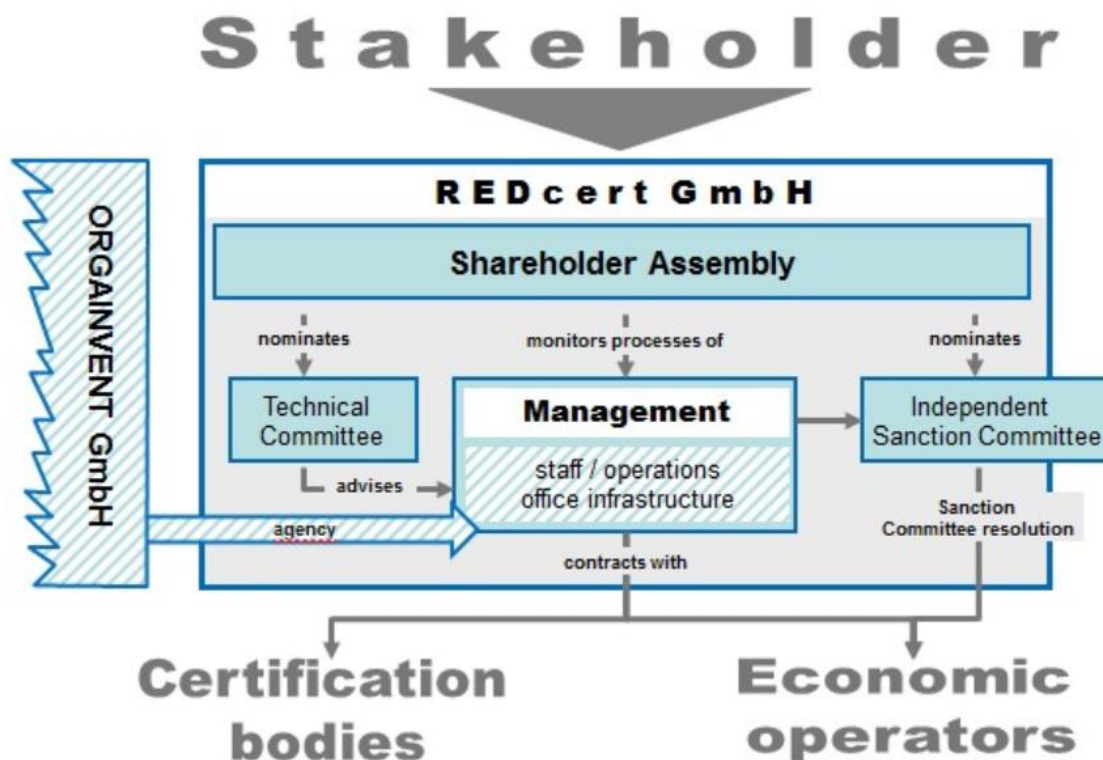 Stakeholder
REDcert GmbH
Shareholder Assembly
ORGAINVENT GmbH
nominates
monitors processes of
nominates
Technical
Committee
Management
staff / operations
office infrastructure
Independent
Sanction Committee
advises
agency
Sanction
Committee resolution
contracts with
Certification
bodies
Economic
operators